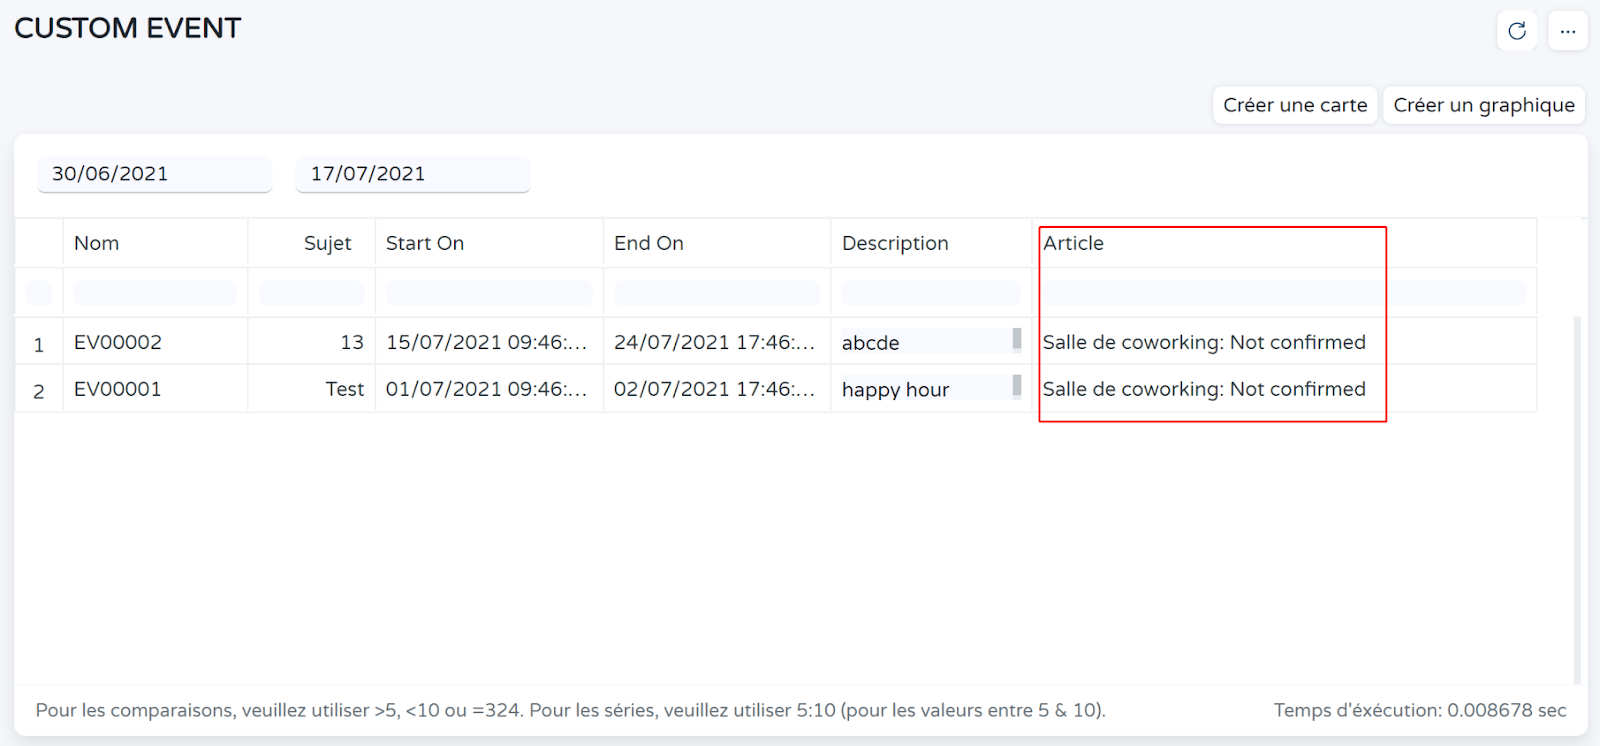 CUSTOM EVENT
...
Créer une carte Créer un graphique
30/06/2021 17/07/2021
Nom Sujet Start On End On Description Article
1 EV00002 13 15/07/2021 09:46:... 24/07/2021 17:46:... abcde Salle de coworking: Not confirmed
2 EV00001 Test 01/07/2021 09:46:... 02/07/2021 17:46:... happy hour Salle de coworking: Not confirmed
Pour les comparaisons, veuillez utiliser >5, <10 ou =324. Pour les séries, veuillez utiliser 5:10 (pour les valeurs entre 5 & 10). Temps d'éxécution: 0.008678 sec